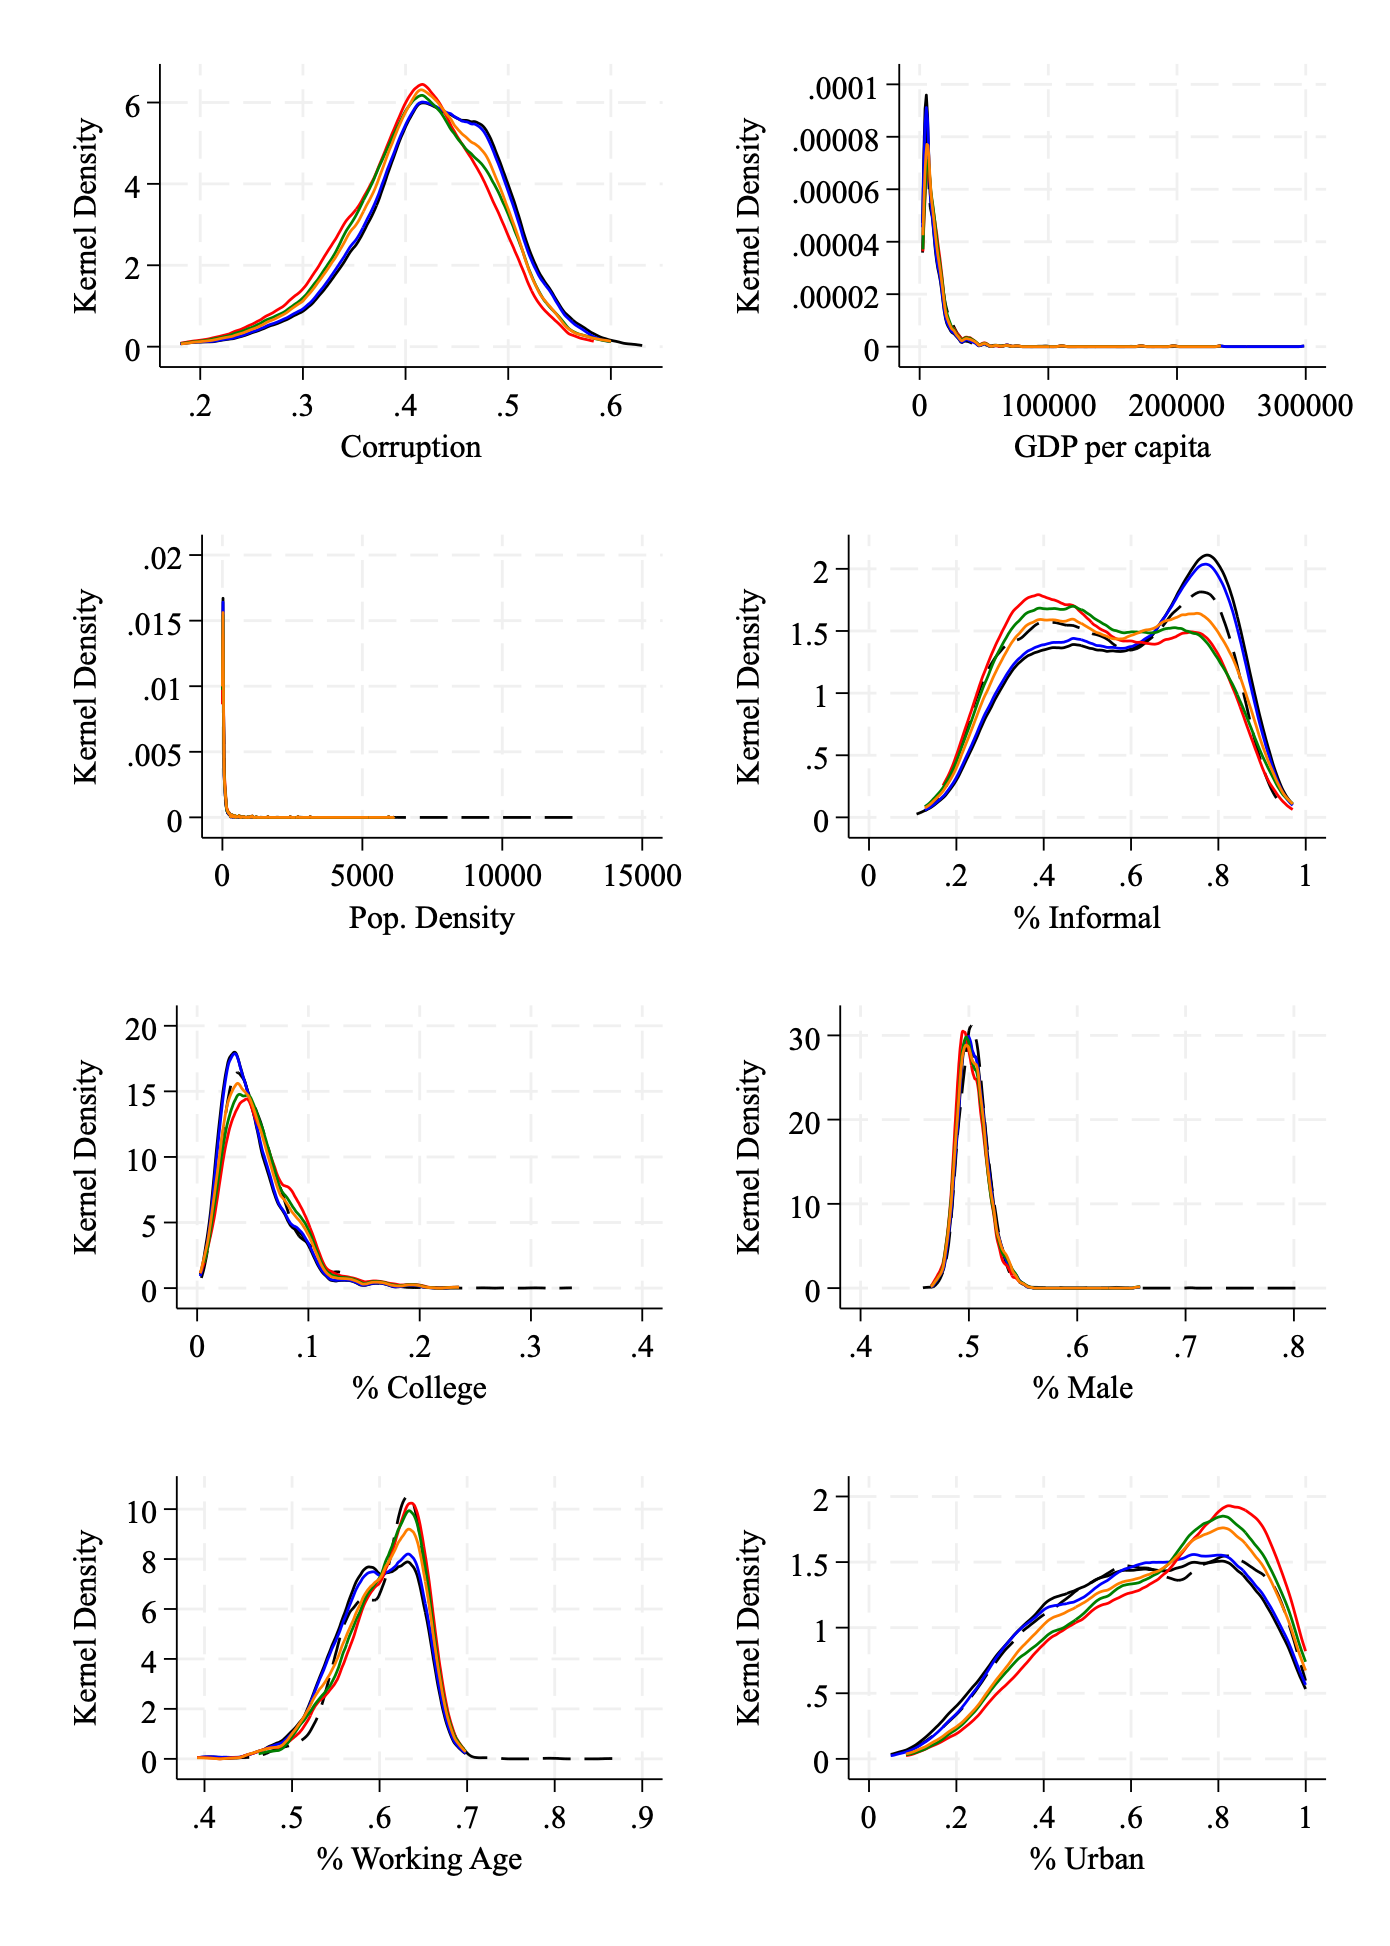 Kernel Density
6
4
2
0
.2 .3 .4 .5 .6
Corruption
Kernel Density
.0001
.00008
.00006
.00004
.00002
0
0 100000 200000 300000
GDP per capita
Kernel Density
.02
.015
.01
.005
0
0 5000 10000 15000
Pop. Density
Kernel Density
2
1.5
1
.5
0
0 .2 .4 .6 .8 1
% Informal
Kernel Density
20
15
10
5
0
0 .1 .2 .3 .4
% College
Kernel Density
30
20
10
0
.4 .5 .6 .7 .8
% Male
Kernel Density
10
8
6
4
2
0
.4 .5 .6 .7 .8 .9
% Working Age
Kernel Density
2
1.5
1
.5
0
0 .2 .4 .6 .8 1
% Urban